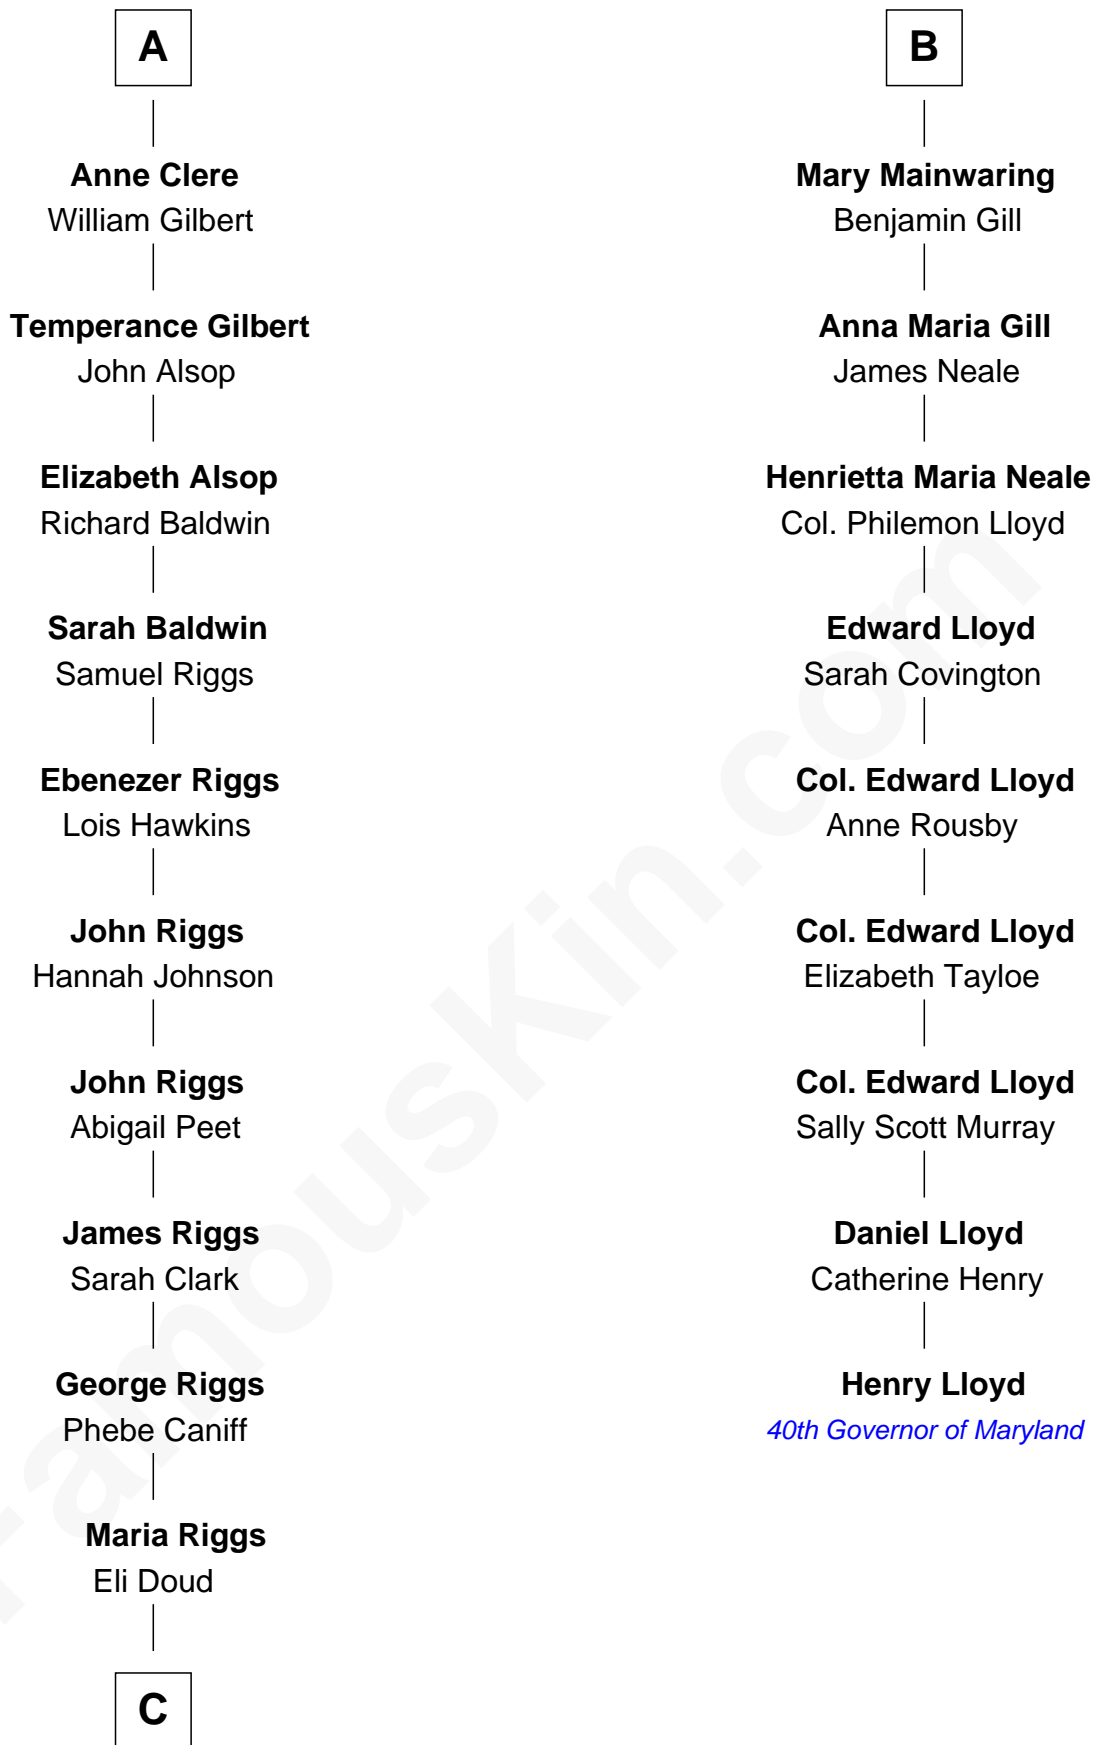 A
Anne Clere
William Gilbert
Temperance Gilbert
John Alsop
Elizabeth Alsop
Richard Baldwin
Sarah Baldwin
Samuel Riggs
Ebenezer Riggs
Lois Hawkins
John Riggs
Hannah Johnson
John Riggs
Abigail Peet
James Riggs
Sarah Clark
George Riggs
Phebe Caniff
Maria Riggs
Eli Doud
C
B
Mary Mainwaring
Benjamin Gill
Anna Maria Gill
James Neale
Henrietta Maria Neale
Col. Philemon Lloyd
Edward Lloyd
Sarah Covington
Col. Edward Lloyd
Anne Rousby
Col. Edward Lloyd
Elizabeth Tayloe
Col. Edward Lloyd
Sally Scott Murray
Daniel Lloyd
Catherine Henry
Henry Lloyd
40th Governor of Maryland
FamousKin.com